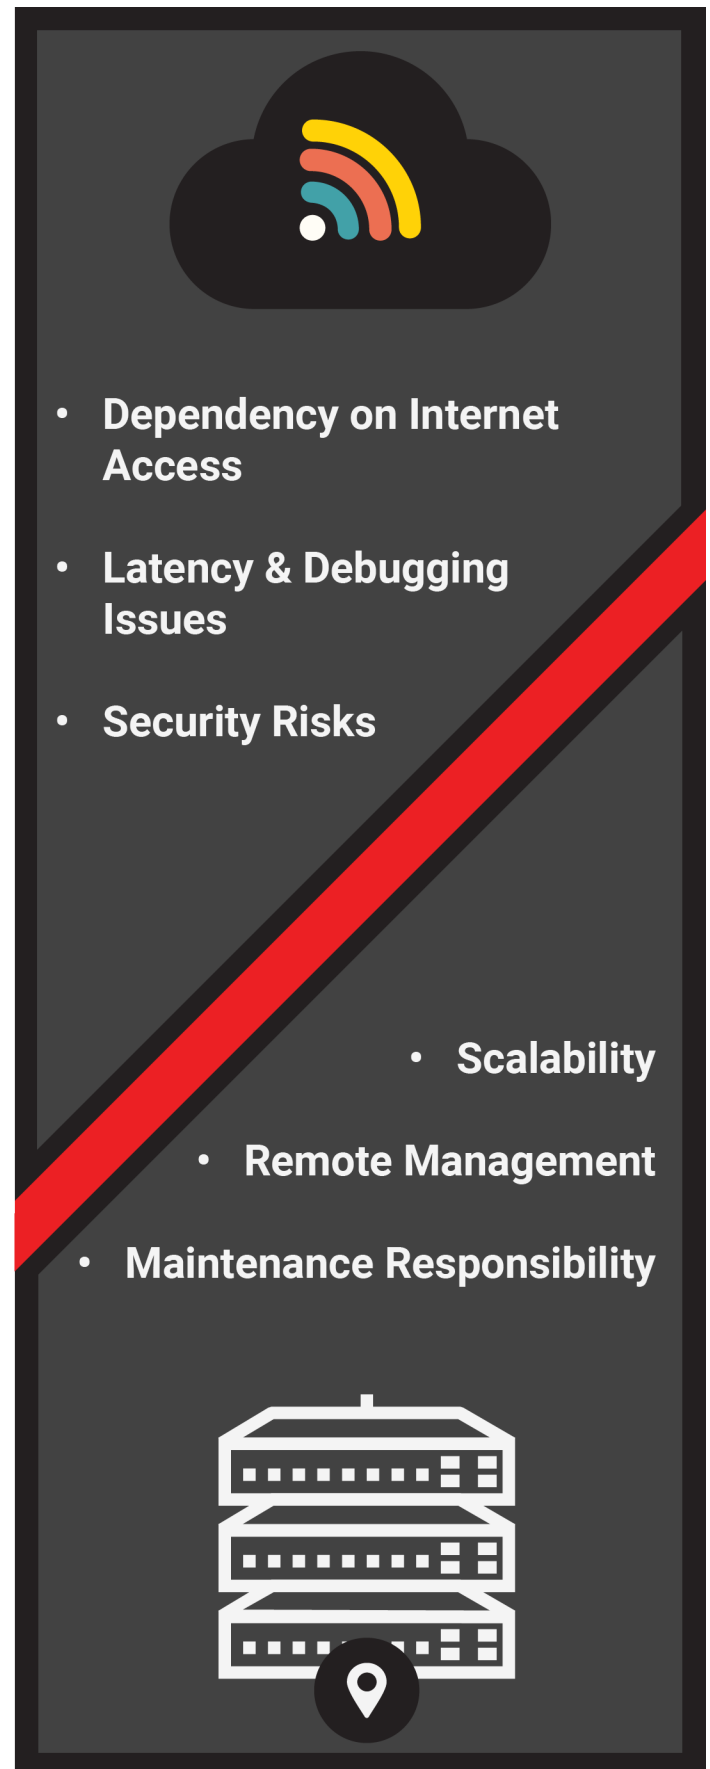 • Dependency on Internet
Access
• Latency & Debugging
Issues
• Security Risks
• Scalability
• Remote Management
• Maintenance Responsibility